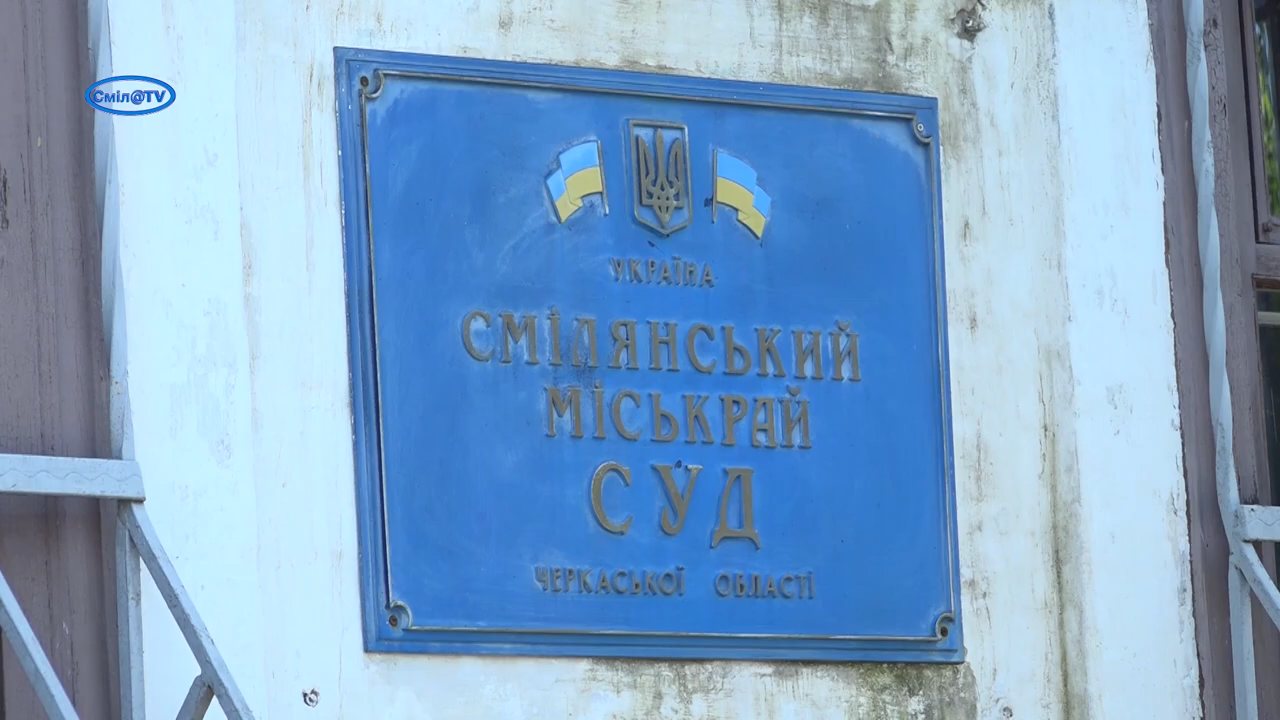 Сміл@TV
УКРАЇНА
СМІЛЯНСЬКИЙ
МІСЬКРАЙ
СУД
ЧЕРКАСЬКОЇ ОБЛАСТІ